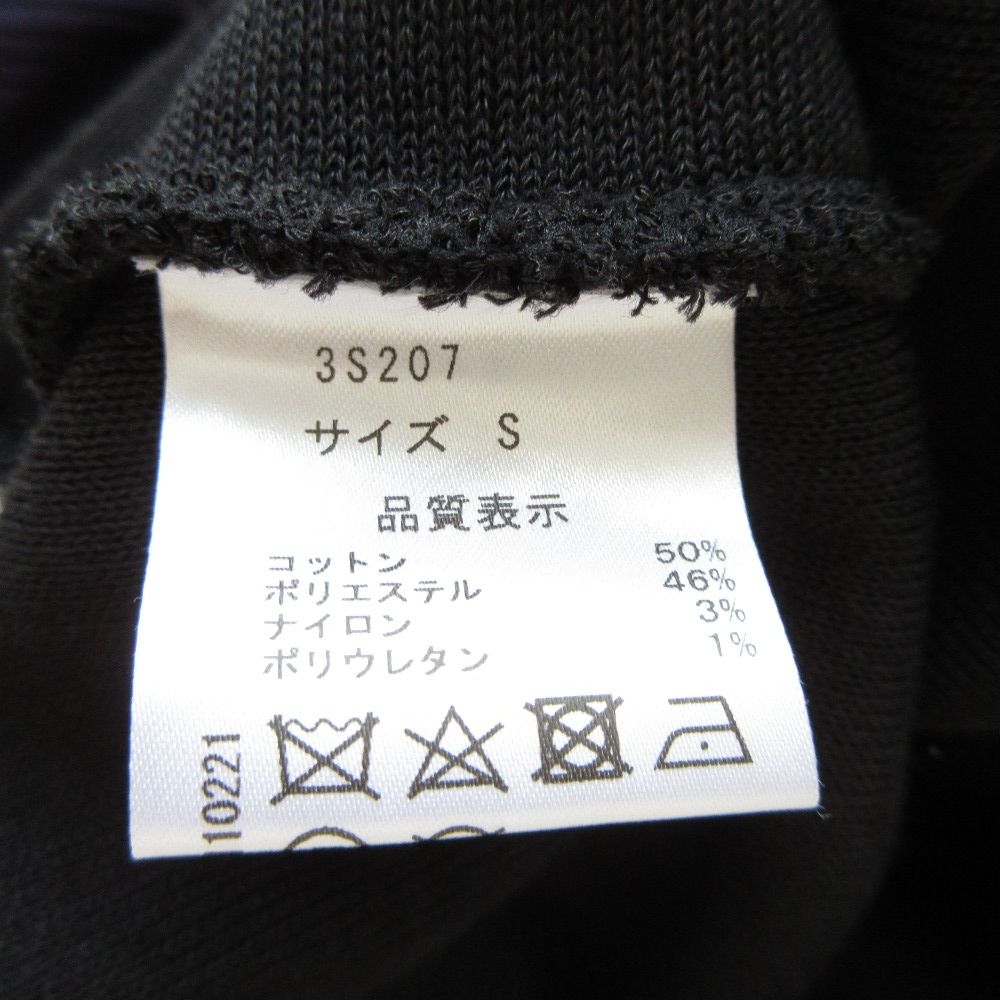 3S207
サイズ S
品質表示
コットン 50%
ポリエステル 46%
ナイロン 3%
ポリウレタン 1%
10221